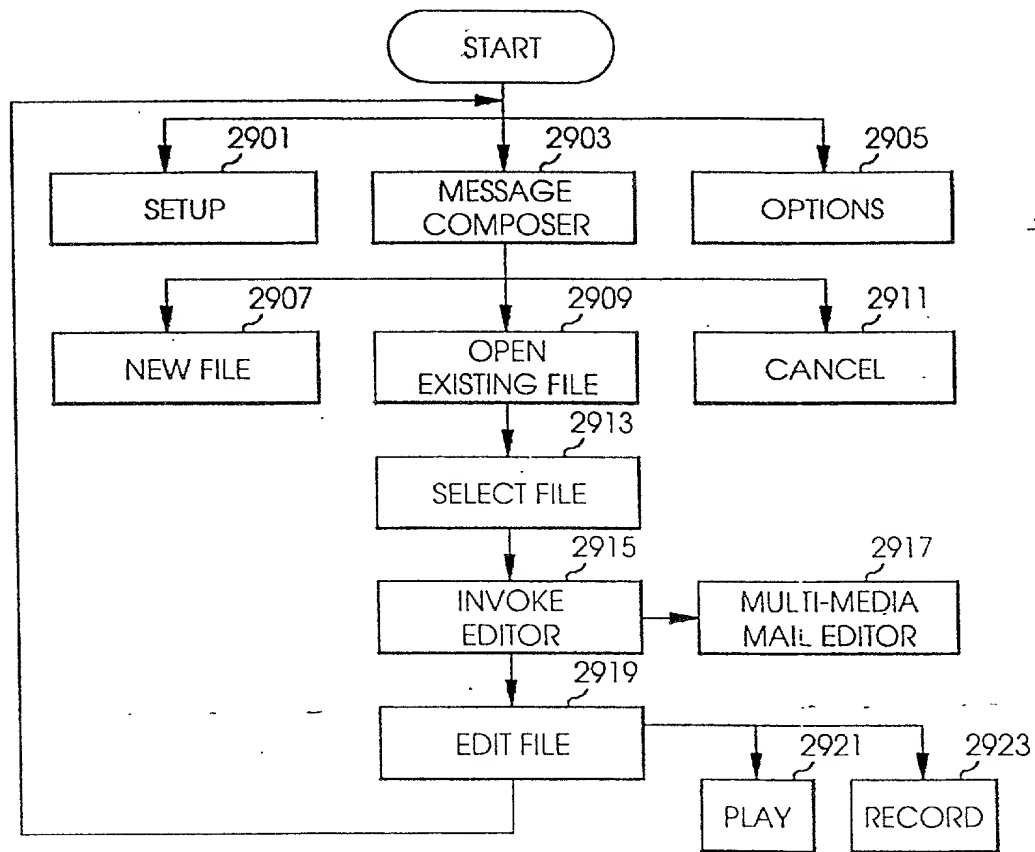 START
2901
SETUP
2903
MESSAGE
COMPOSER
2905
OPTIONS
2907
NEW FILE
2909
OPEN
EXISTING FILE
2911
CANCEL
2913
SELECT FILE
2915
INVOKE
EDITOR
2917
MULTI-MEDIA
MAIL EDITOR
2919
EDIT FILE
2921
PLAY
2923
RECORD